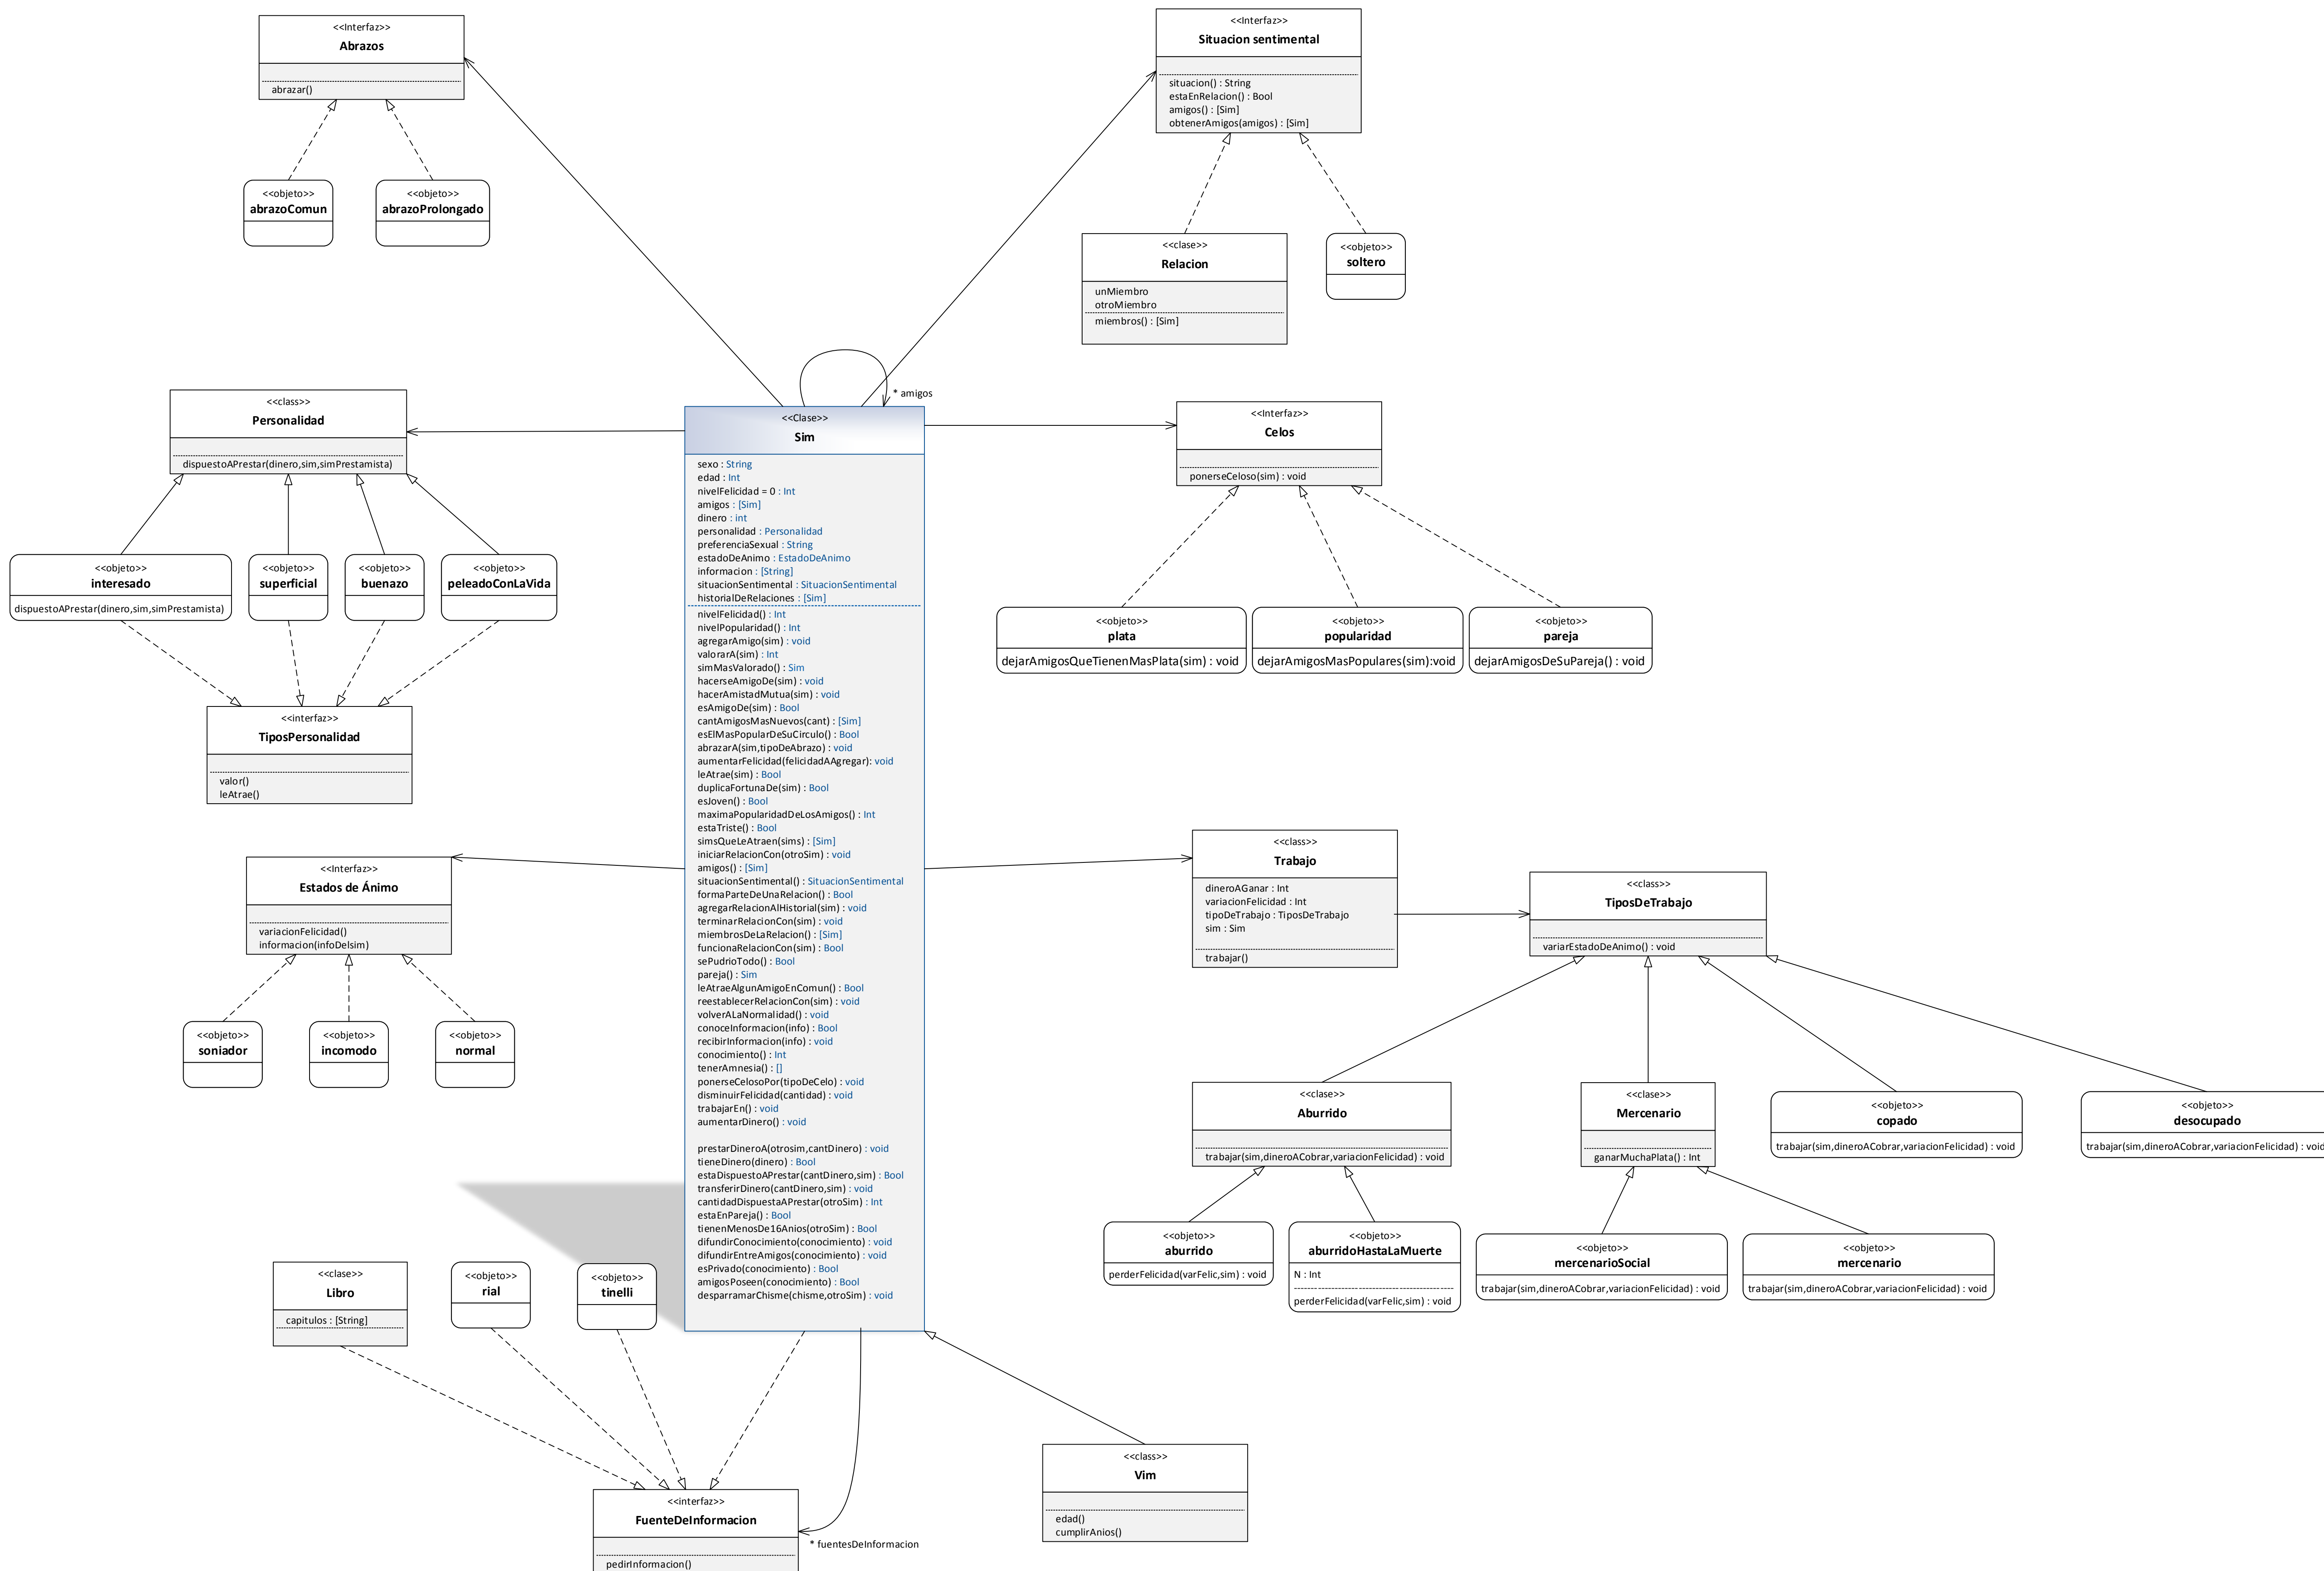 <<Interfaz>>
Abrazos
abrazar()
<<objeto>>
abrazoComun
<<objeto>>
abrazoProlongado
<<Interfaz>>
Situacion sentimental
situacion() : String
estaEnRelacion() : Bool
amigos() : [Sim]
obtenerAmigos(amigos) : [Sim]
<<clase>>
Relacion
unMiembro
otroMiembro
miembros() : [Sim]
<<objeto>>
soltero
<<class>>
Personalidad
dispuestoAPrestar(dinero,sim,simPrestamista)
<<objeto>>
interesado
dispuestoAPrestar(dinero,sim,simPrestamista)
<<objeto>>
superficial
<<objeto>>
buenazo
<<objeto>>
peleadoConLaVida
<<interfaz>>
TiposPersonalidad
valor()
leAtrae()
* amigos
<<Clase>>
Sim
sexo : String
edad : Int
nivelFelicidad = 0 : Int
amigos : [Sim]
dinero : int
personalidad : Personalidad
preferenciaSexual : String
estadoDeAnimo : EstadoDeAnimo
informacion : [String]
situacionSentimental : SituacionSentimental
historialDeRelaciones : [Sim]
nivelFelicidad() : Int
nivelPopularidad() : Int
agregarAmigo(sim) : void
valorarA(sim) : Int
simMasValorado() : Sim
hacerseAmigoDe(sim) : void
hacerAmistadMutua(sim) : void
esAmigoDe(sim) : Bool
cantAmigosMasNuevos(cant) : [Sim]
esElMasPopularDeSuCirculo() : Bool
abrazarA(sim,tipoDeAbrazo) : void
aumentarFelicidad(felicidadAAgregar): void
leAtrae(sim) : Bool
duplicaFortunaDe(sim) : Bool
esJoven() : Bool
maximaPopularidadDeLosAmigos() : Int
estaTriste() : Bool
simsQueLeAtraen(sims) : [Sim]
iniciarRelacionCon(otroSim) : void
amigos() : [Sim]
situacionSentimental() : SituacionSentimental
formaParteDeUnaRelacion() : Bool
agregarRelacionAlHistorial(sim) : void
terminarRelacionCon(sim) : void
miembrosDeLaRelacion() : [Sim]
funcionaRelacionCon(sim) : Bool
sePudrioTodo() : Bool
pareja() : Sim
leAtraeAlgunAmigoEnComun() : Bool
reestablecerRelacionCon(sim) : void
volverALaNormalidad() : void
conoceInformacion(info) : Bool
recibirInformacion(info) : void
conocimiento() : Int
tenerAmnesia() : []
ponerseCelosoPor(tipoDeCelo) : void
disminuirFelicidad(cantidad) : void
trabajarEn() : void
aumentarDinero() : void
prestarDineroA(otrosim,cantDinero) : void
tieneDinero(dinero) : Bool
estaDispuestoAPrestar(cantDinero,sim) : Bool
transferirDinero(cantDinero,sim) : void
cantidadDispuestaAPrestar(otroSim) : Int
estaEnPareja() : Bool
tienenMenosDe16Anios(otroSim) : Bool
difundirConocimiento(conocimiento) : void
difundirEntreAmigos(conocimiento) : void
esPrivado(conocimiento) : Bool
amigosPoseen(conocimiento) : Bool
desparramarChisme(chisme,otroSim) : void
<<Interfaz>>
Celos
ponerseCeloso(sim) : void
<<objeto>>
plata
dejarAmigosQueTienenMasPlata(sim) : void
<<objeto>>
popularidad
dejarAmigosMasPopulares(sim):void
<<objeto>>
pareja
dejarAmigosDeSuPareja() : void
<<Interfaz>>
Estados de Ánimo
variacionFelicidad()
informacion(infoDelsim)
<<objeto>>
soniador
<<objeto>>
incomodo
<<objeto>>
normal
<<class>>
Trabajo
dineroAGanar : Int
variacionFelicidad : Int
tipoDeTrabajo : TiposDeTrabajo
sim : Sim
trabajar()
<<class>>
TiposDeTrabajo
variarEstadoDeAnimo() : void
<<clase>>
Aburrido
trabajar(sim,dineroACobrar,variacionFelicidad) : void
<<clase>>
Mercenario
ganarMuchaPlata() : Int
<<objeto>>
copado
trabajar(sim,dineroACobrar,variacionFelicidad) : void
<<objeto>>
desocupado
trabajar(sim,dineroACobrar,variacionFelicidad) : void
<<objeto>>
aburrido
perderFelicidad(varFelic,sim) : void
<<objeto>>
aburridoHastaLaMuerte
N : Int
perderFelicidad(varFelic,sim) : void
<<objeto>>
mercenarioSocial
trabajar(sim,dineroACobrar,variacionFelicidad) : void
<<objeto>>
mercenario
trabajar(sim,dineroACobrar,variacionFelicidad) : void
<<clase>>
Libro
capitulos : [String]
<<objeto>>
rial
<<objeto>>
tinelli
<<interfaz>>
FuenteDeInformacion
pedirInformacion()
* fuentesDeInformacion
<<class>>
Vim
edad()
cumplirAnios()